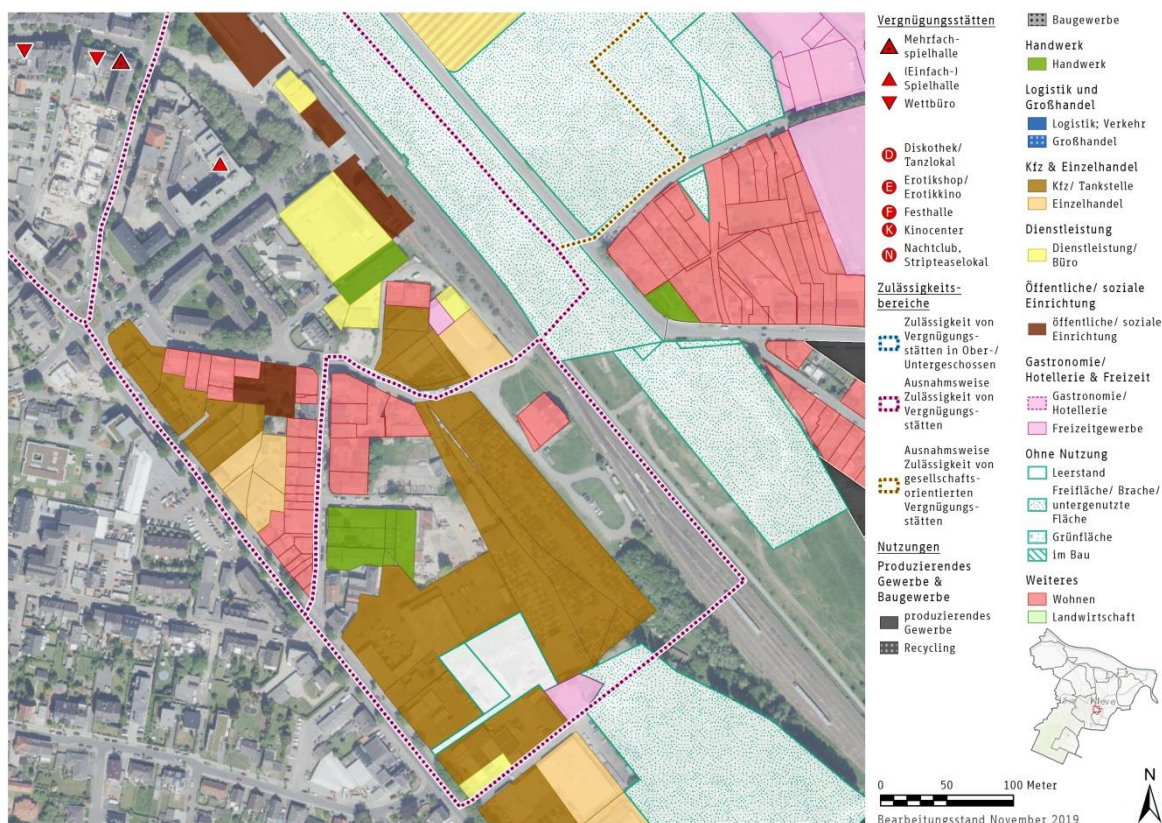 Vergnügungsstätten
Mehrfach-
spielhalle
(Einfach-)
Spielhalle
Wettbüro
D Diskothek/
Tanzlokal
E Erotikshop/
Erotikkino
F Festhalle
K Kinocenter
N Nachtclub,
Stripteaselokal
Zulässigkeits-
bereiche
Zulässigkeit von
Vergnügungs-
stätten in Ober-/
Untergeschossen
Ausnahmsweise
Zulässigkeit von
Vergnügungs-
stätten
Ausnahmsweise
Zulässigkeit von
gesellschafts-
orientierten
Vergnügungs-
stätten
Nutzungen
Produzierendes
Gewerbe &
Baugewerbe
produzierendes
Gewerbe
Recycling
Baugewerbe
Handwerk
Handwerk
Logistik und
Großhandel
Logistik; Verkehr
Großhandel
Kfz & Einzelhandel
Kfz/ Tankstelle
Einzelhandel
Dienstleistung
Dienstleistung/
Büro
Öffentliche/ soziale
Einrichtung
öffentliche/ soziale
Einrichtung
Gastronomie/
Hotellerie & Freizeit
Gastronomie/
Hotellerie
Freizeitgewerbe
Ohne Nutzung
Leerstand
Freifläche/ Brache/
untergenutzte
Fläche
Grünfläche
im Bau
Weiteres
Wohnen
Landwirtschaft
Kleve
0 50 100 Meter
N
Bearbeitungsstand November 2019